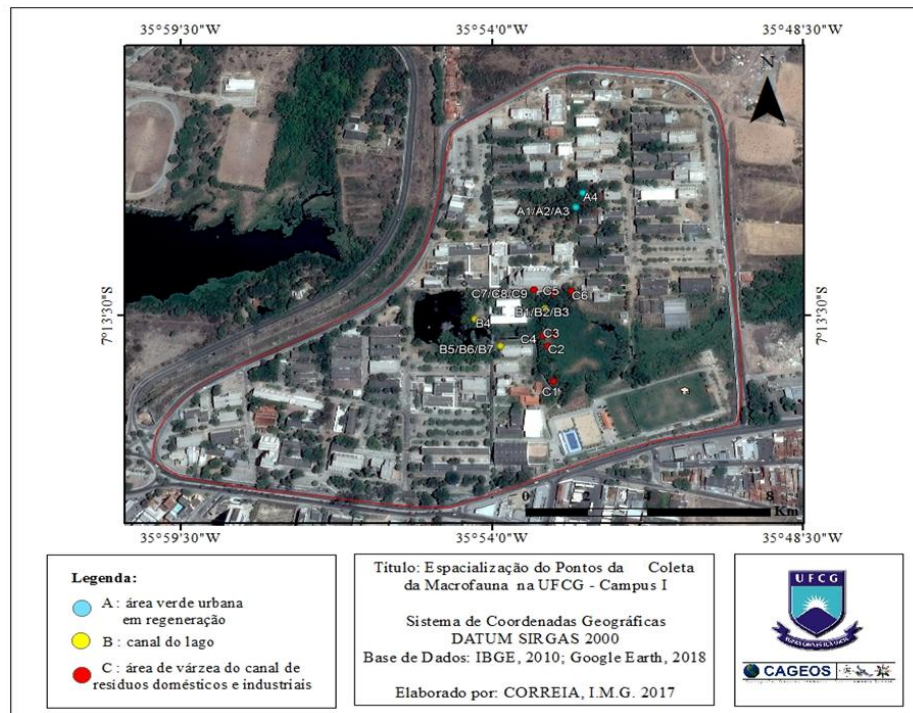 35°59'30"W
35°54'0"W
35°48'30"W
N
A4
A1/A2/A3
C7/C8/C9
C5
C6
7°13'30"S
7°13'30"S
B1/B2/B3
B4
C3
C4
B5/B6/B7
C2
C1
0 2 4 8
Km
35°59'30"W
35°54'0"W
35°48'30"W
Legenda:
A : área verde urbana
em regeneração
B : canal do lago
C : área de várzea do canal de
resíduos domésticos e industriais
Título: Espacialização do Pontos da Coleta
da Macrofauna na UFCG - Campus I
Sistema de Coordenadas Geográficas
DATUM SIRGAS 2000
Base de Dados: IBGE, 2010; Google Earth, 2018
Elaborado por: CORREIA, I.M.G. 2017
UFCG
CAGEOS